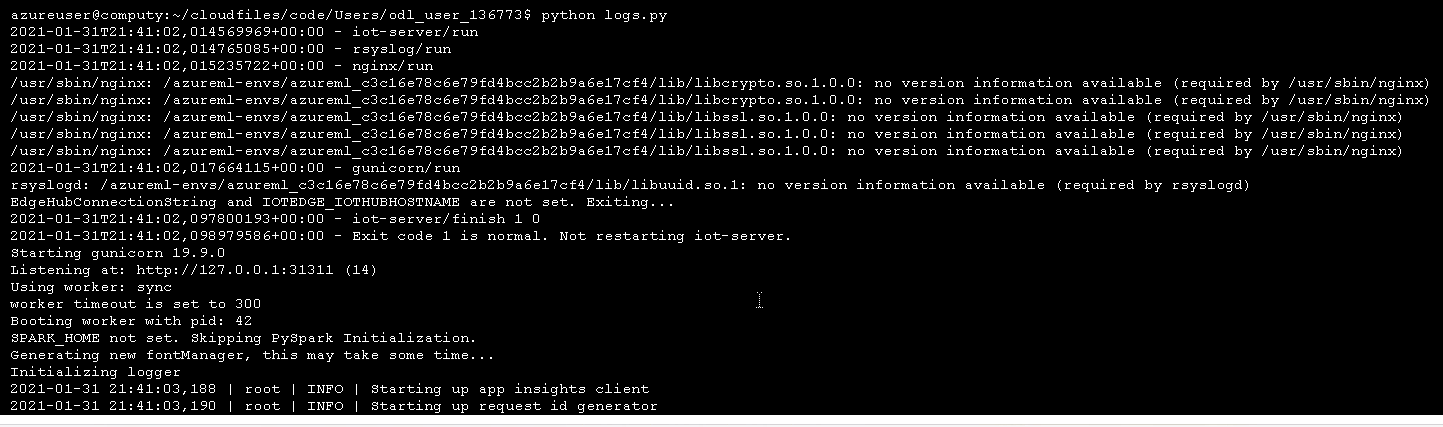 azureuser@computy:~/cloudfiles/code/Users/odl_user_136773$ python logs.py
2021-01-31T21:41:02,014569969+00:00 - iot-server/run
2021-01-31T21:41:02,014765085+00:00 - rsyslog/run
2021-01-31T21:41:02,015235722+00:00 - nginx/run
/usr/sbin/nginx: /azureml-envs/azureml_c3c16e78c6e79fd4bcc2b2b9a6e17cf4/lib/libcrypto.so.1.0.0: no version information available (required by /usr/sbin/nginx)
/usr/sbin/nginx: /azureml-envs/azureml_c3c16e78c6e79fd4bcc2b2b9a6e17cf4/lib/libcrypto.so.1.0.0: no version information available (required by /usr/sbin/nginx)
/usr/sbin/nginx: /azureml-envs/azureml_c3c16e78c6e79fd4bcc2b2b9a6e17cf4/lib/libssl.so.1.0.0: no version information available (required by /usr/sbin/nginx)
/usr/sbin/nginx: /azureml-envs/azureml_c3c16e78c6e79fd4bcc2b2b9a6e17cf4/lib/libssl.so.1.0.0: no version information available (required by /usr/sbin/nginx)
/usr/sbin/nginx: /azureml-envs/azureml_c3c16e78c6e79fd4bcc2b2b9a6e17cf4/lib/libssl.so.1.0.0: no version information available (required by /usr/sbin/nginx)
2021-01-31T21:41:02,017664115+00:00 - gunicorn/run
rsyslogd: /azureml-envs/azureml_c3c16e78c6e79fd4bcc2b2b9a6e17cf4/lib/libuuid.so.1: no version information available (required by rsyslogd)
EdgeHubConnectionString and IOTEDGE_IOTHUBHOSTNAME are not set. Exiting...
2021-01-31T21:41:02,097800193+00:00 - iot-server/finish 1 0
2021-01-31T21:41:02,098979586+00:00 - Exit code 1 is normal. Not restarting iot-server.
Starting gunicorn 19.9.0
Listening at: http://127.0.0.1:31311 (14)
Using worker: sync
worker timeout is set to 300
Booting worker with pid: 42
SPARK_HOME not set. Skipping PySpark Initialization.
Generating new fontManager, this may take some time...
Initializing logger
2021-01-31 21:41:03,188 | root | INFO | Starting up app insights client
2021-01-31 21:41:03,190 | root | INFO | Starting up request id generator